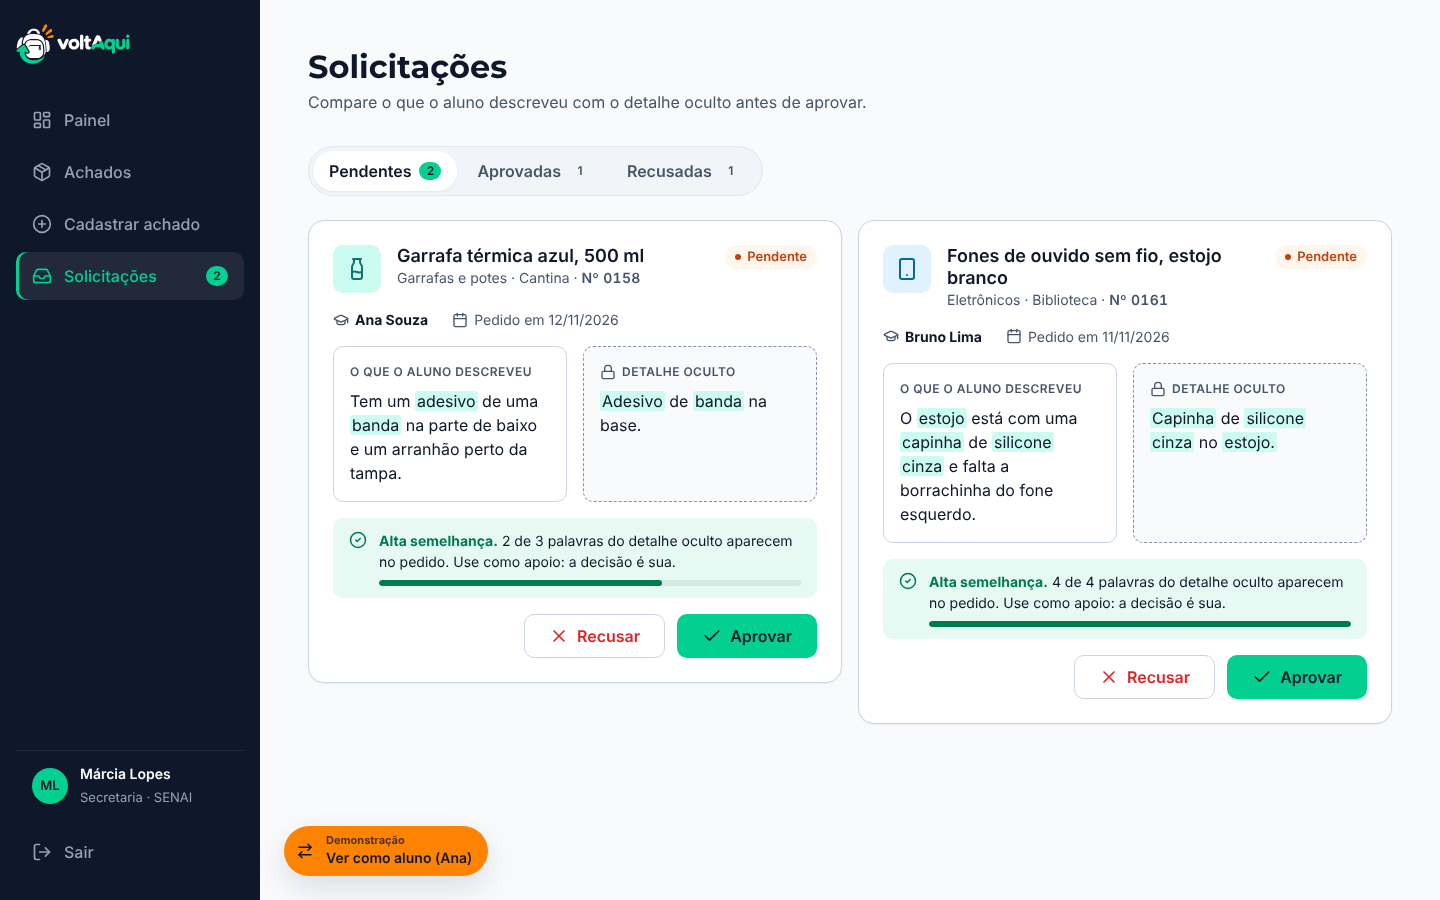 voltAqui
Painel
Achados
Cadastrar achado
Solicitações 2
Márcia Lopes
ML
Secretaria · SENAI
Sair
Solicitações
Compare o que o aluno descreveu com o detalhe oculto antes de aprovar.
Pendentes 2 Aprovadas 1 Recusadas 1
Garrafa térmica azul, 500 ml
Pendente
Garrafas e potes · Cantina · Nº 0158
Ana Souza Pedido em 12/11/2026
O QUE O ALUNO DESCREVEU
Tem um adesivo de uma
banda na parte de baixo
e um arranhão perto da
tampa.
DETALHE OCULTO
Adesivo de banda na
base.
Alta semelhança. 2 de 3 palavras do detalhe oculto aparecem
no pedido. Use como apoio: a decisão é sua.
Recusar Aprovar
Fones de ouvido sem fio, estojo
branco
Pendente
Eletrônicos · Biblioteca · Nº 0161
Bruno Lima Pedido em 11/11/2026
O QUE O ALUNO DESCREVEU
O estojo está com uma
capinha de silicone
cinza e falta a
borrachinha do fone
esquerdo.
DETALHE OCULTO
Capinha de silicone
cinza no estojo.
Alta semelhança. 4 de 4 palavras do detalhe oculto aparecem
no pedido. Use como apoio: a decisão é sua.
Recusar Aprovar
Demonstração
Ver como aluno (Ana)